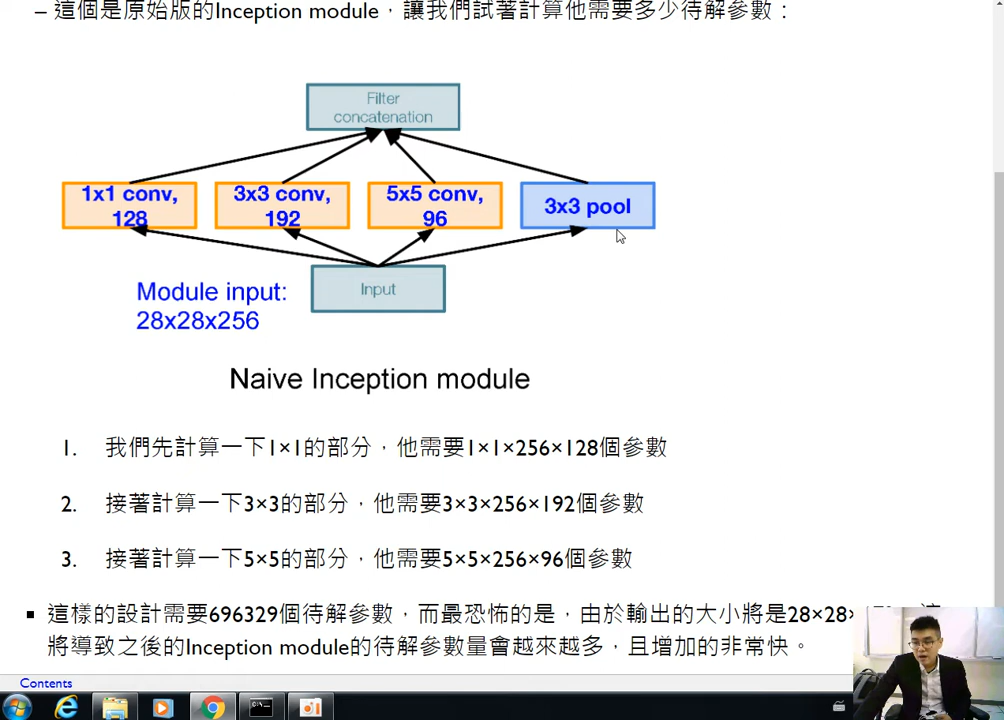 – 這個是原始版的Inception module，讓我們試著計算他需要多少待解參數：
Filter
concatenation
1x1 conv,
128
3x3 conv,
192
5x5 conv,
96
3x3 pool
Input
Module input:
28x28x256
Naive Inception module
1. 我們先計算一下1×1的部分，他需要1×1×256×128個參數
2. 接著計算一下3×3的部分，他需要3×3×256×192個參數
3. 接著計算一下5×5的部分，他需要5×5×256×96個參數
▪ 這樣的設計需要696329個待解參數，而最恐怖的是，由於輸出的大小將是28×28×
將導致之後的Inception module的待解參數量會越來越多，且增加的非常快。
Contents